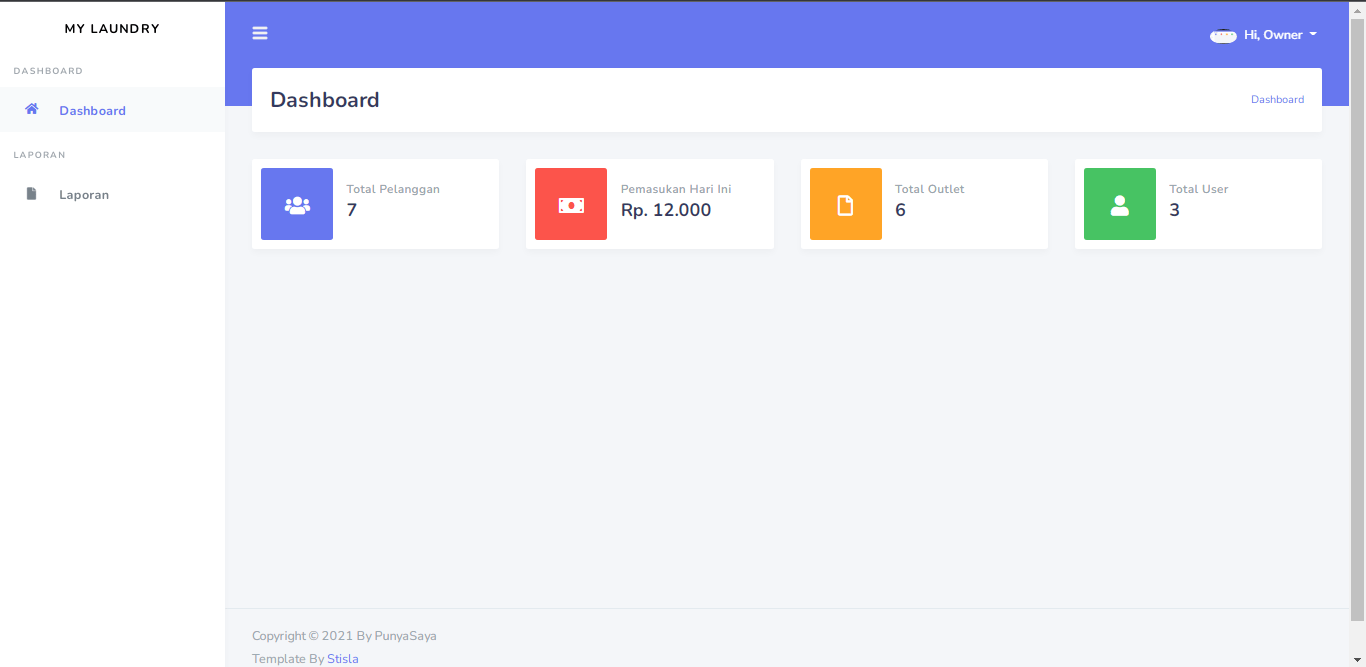 MY LAUNDRY
DASHBOARD
Dashboard
LAPORAN
Laporan
Hi, Owner
Dashboard
Dashboard
Total Pelanggan
7
Pemasukan Hari Ini
Rp. 12.000
Total Outlet
6
Total User
3
Copyright © 2021 By PunyaSaya
Template By Stisla